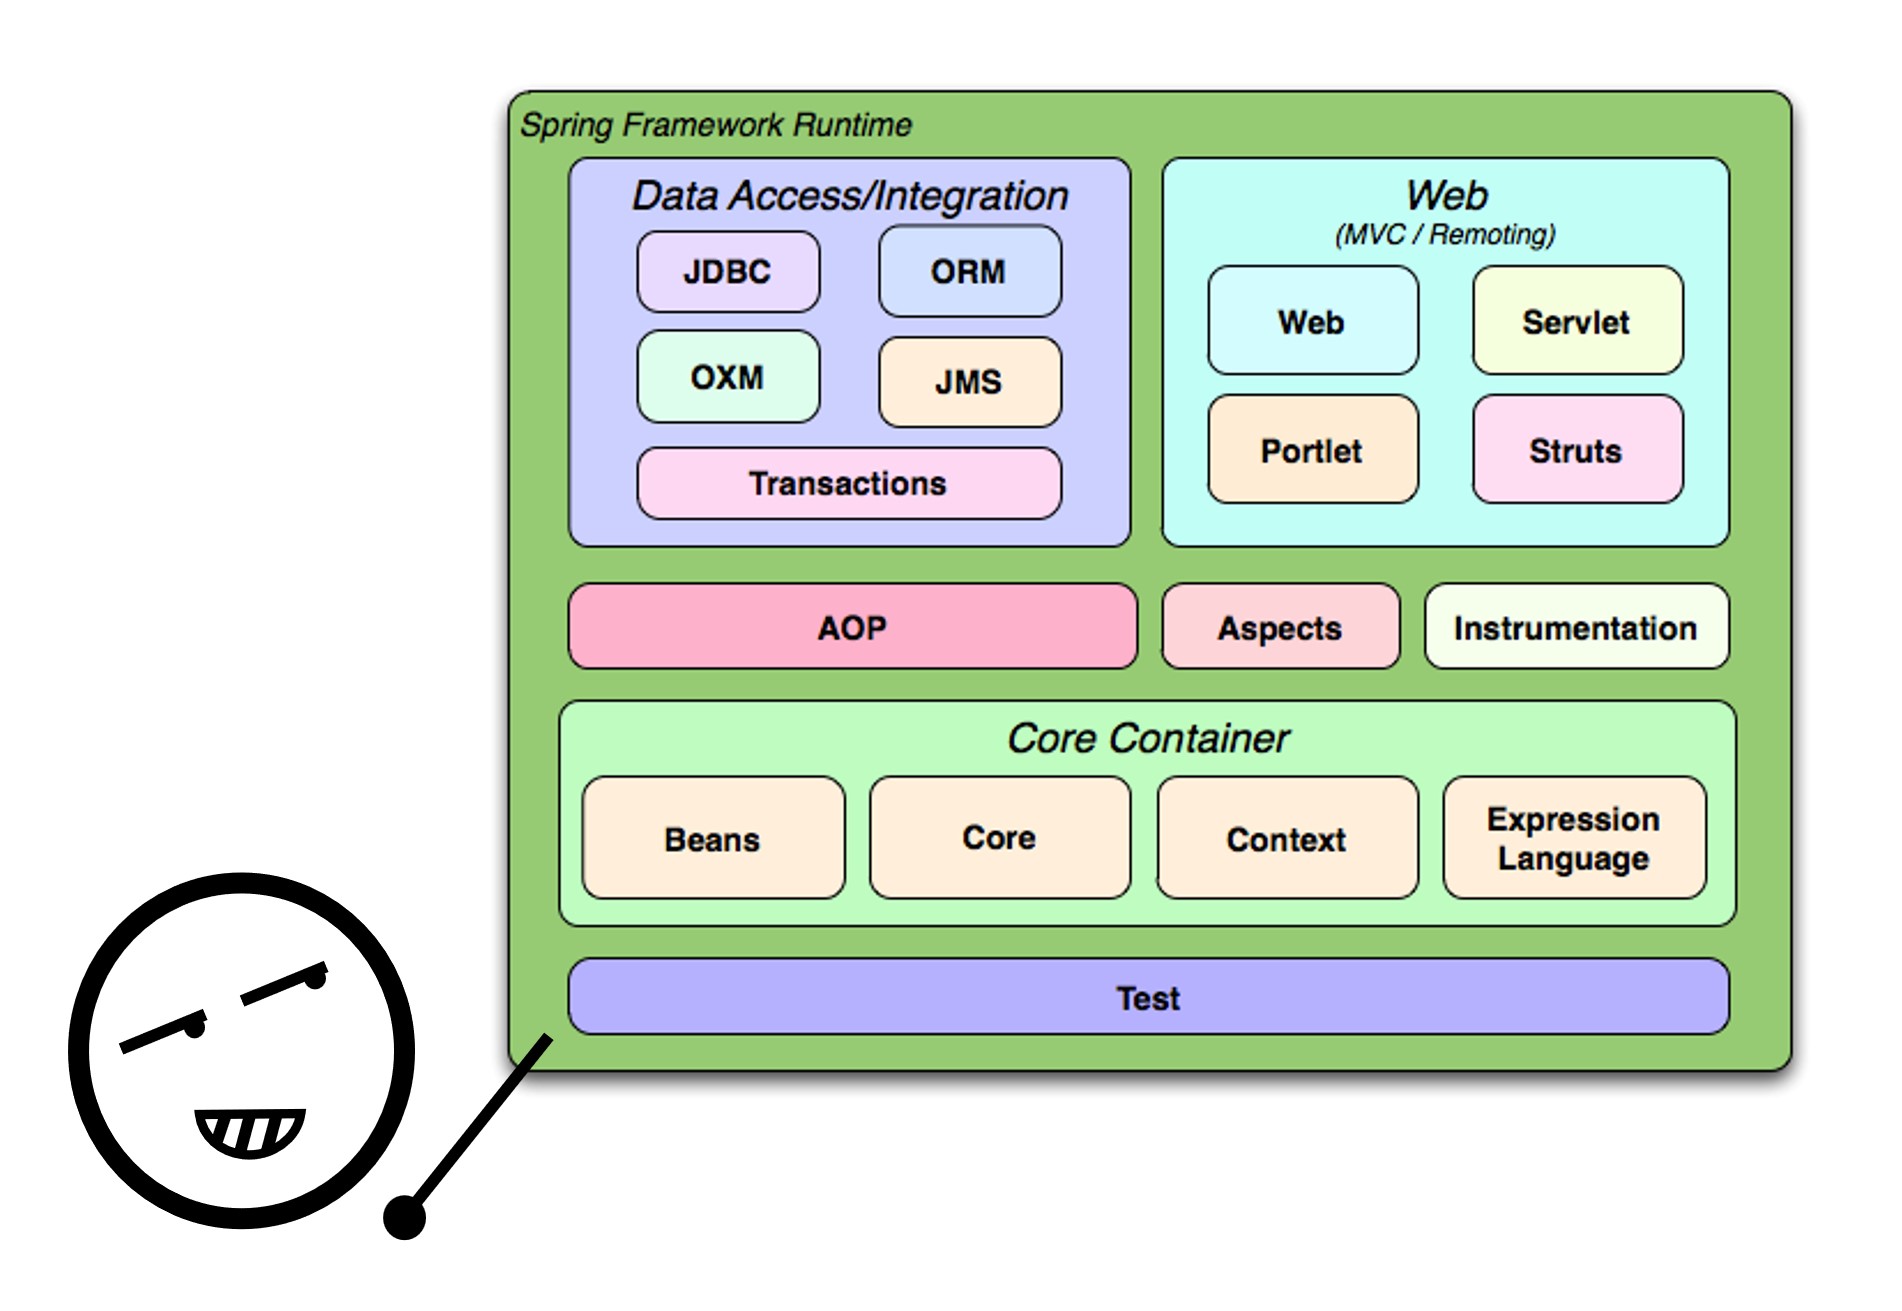 Spring Framework Runtime
Data Access/Integration
JDBC
ORM
OXM
JMS
Transactions
Web
(MVC / Remoting)
Web
Servlet
Portlet
Struts
AOP
Aspects
Instrumentation
Core Container
Beans
Core
Context
Expression
Language
Test